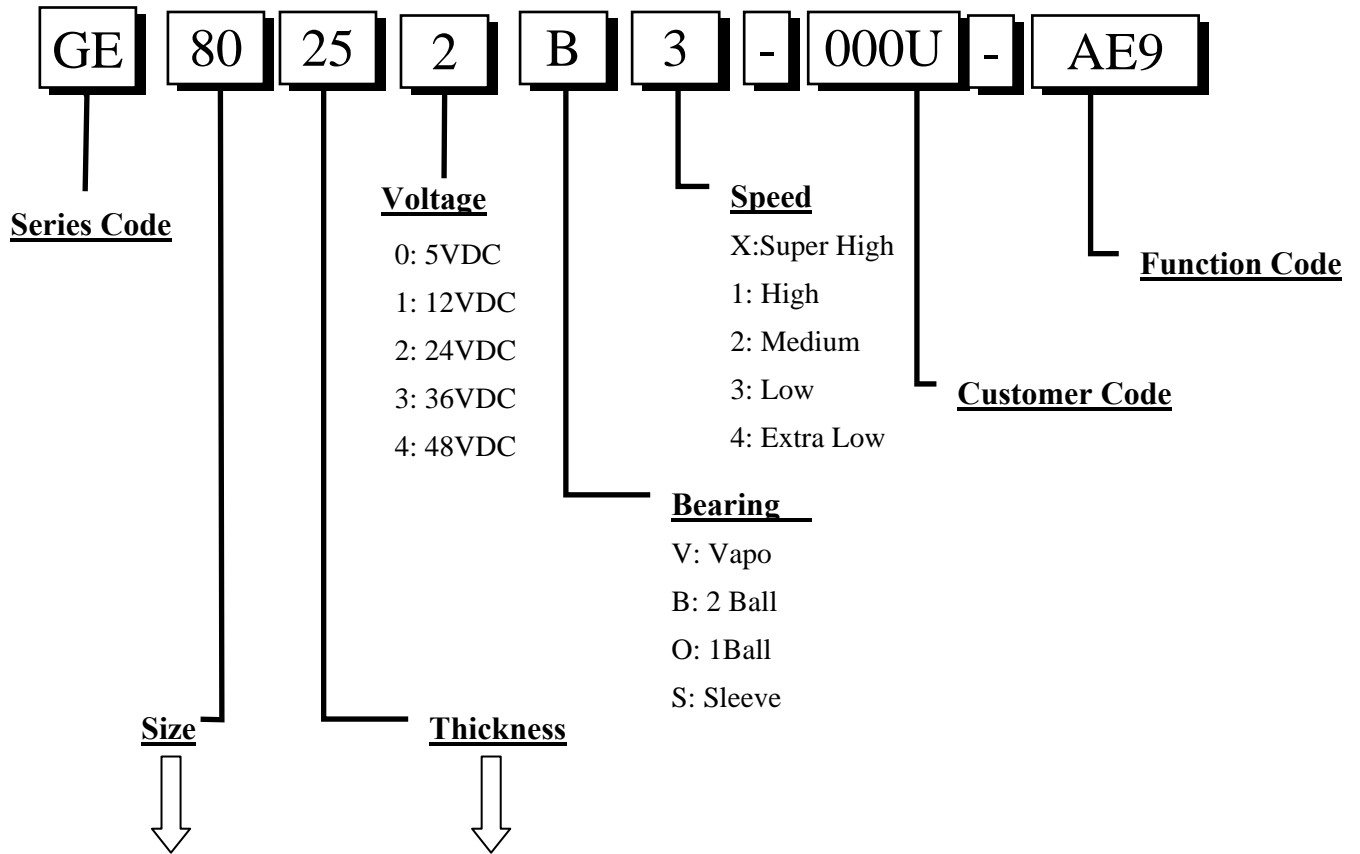 GE 80 25 2 B 3 - 000U - AE9
Series Code
Voltage
0: 5VDC
1: 12VDC
2: 24VDC
3: 36VDC
4: 48VDC
Speed
X:Super High
1: High
2: Medium
3: Low
4: Extra Low
Function Code
Customer Code
Bearing
V: Vapo
B: 2 Ball
O: 1Ball
S: Sleeve
Size
Thickness